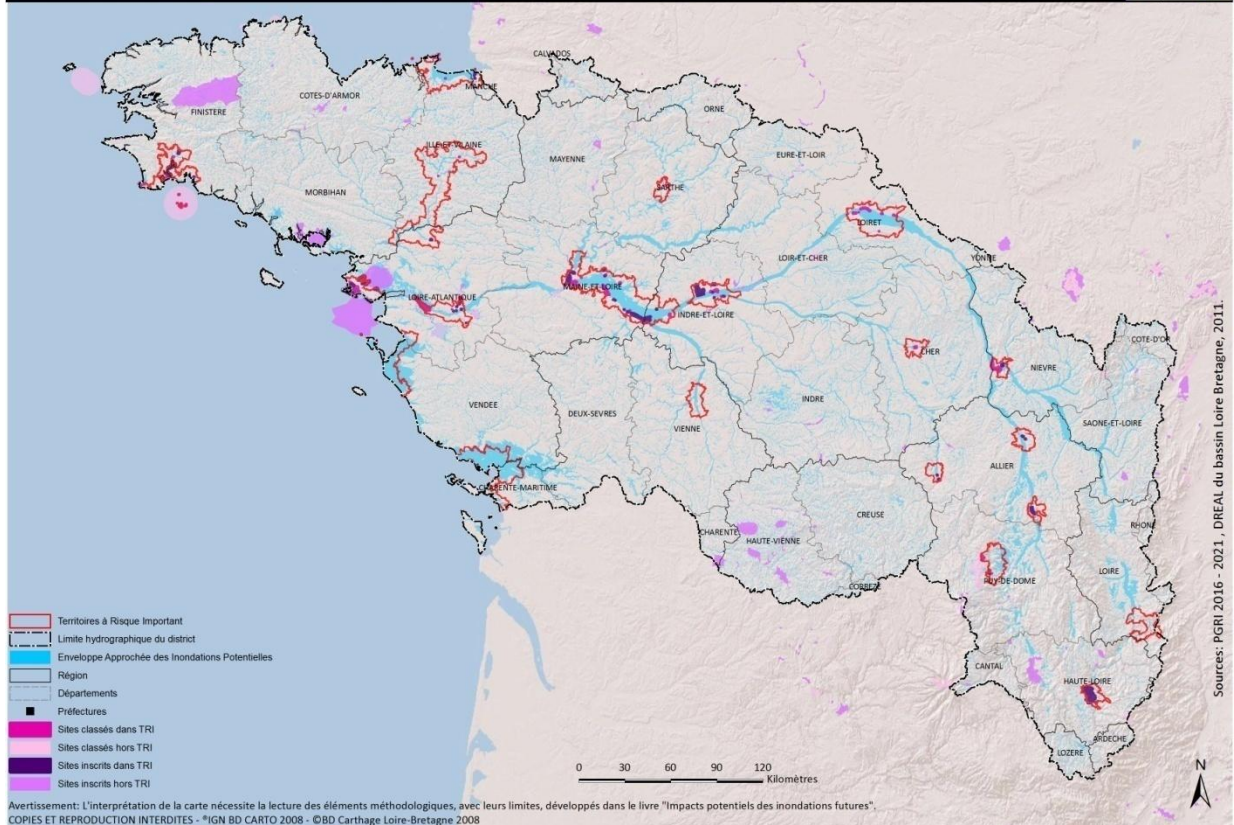 CALVADOS
MANCHE
COTES-D'ARMOR
FINISTERE
ORNE
ILLE-ET-VILAINE
MAYENNE
EURE-ET-LOIR
SARTHE
MORBIHAN
LOIRET
LOIR-ET-CHER
YONNE
MAINE-ET-LOIRE
LOIRE-ATLANTIQUE
INDRE-ET-LOIRE
COTE-D'OR
CHER
NIEVRE
VENDEE
DEUX-SEVRES
INDRE
VIENNE
SAONE-ET-LOIRE
ALLIER
CHARENTE-MARITIME
CREUSE
CHARENTE
HAUTE-VIENNE
RHONE
LOIRE
PUY-DE-DOME
CORREZE
CANTAL
HAUTE-LOIRE
ARDECHE
LOZERE
Sources: PGRI 2016 - 2021, DREAL du bassin Loire Bretagne, 2011.
Territoires à Risque Important
Limite hydrographique du district
Enveloppe Approchée des Inondations Potentielles
Région
Départements
Préfectures
Sites classés dans TRI
Sites classés hors TRI
Sites inscrits dans TRI
Sites inscrits hors TRI
0 30 60 90 120
Kilomètres
N
Avertissement: L'interprétation de la carte nécessite la lecture des éléments méthodologiques, avec leurs limites, développés dans le livre "Impacts potentiels des inondations futures".
COPIES ET REPRODUCTION INTERDITES - ®IGN BD CARTO 2008 - ©BD Carthage Loire-Bretagne 2008